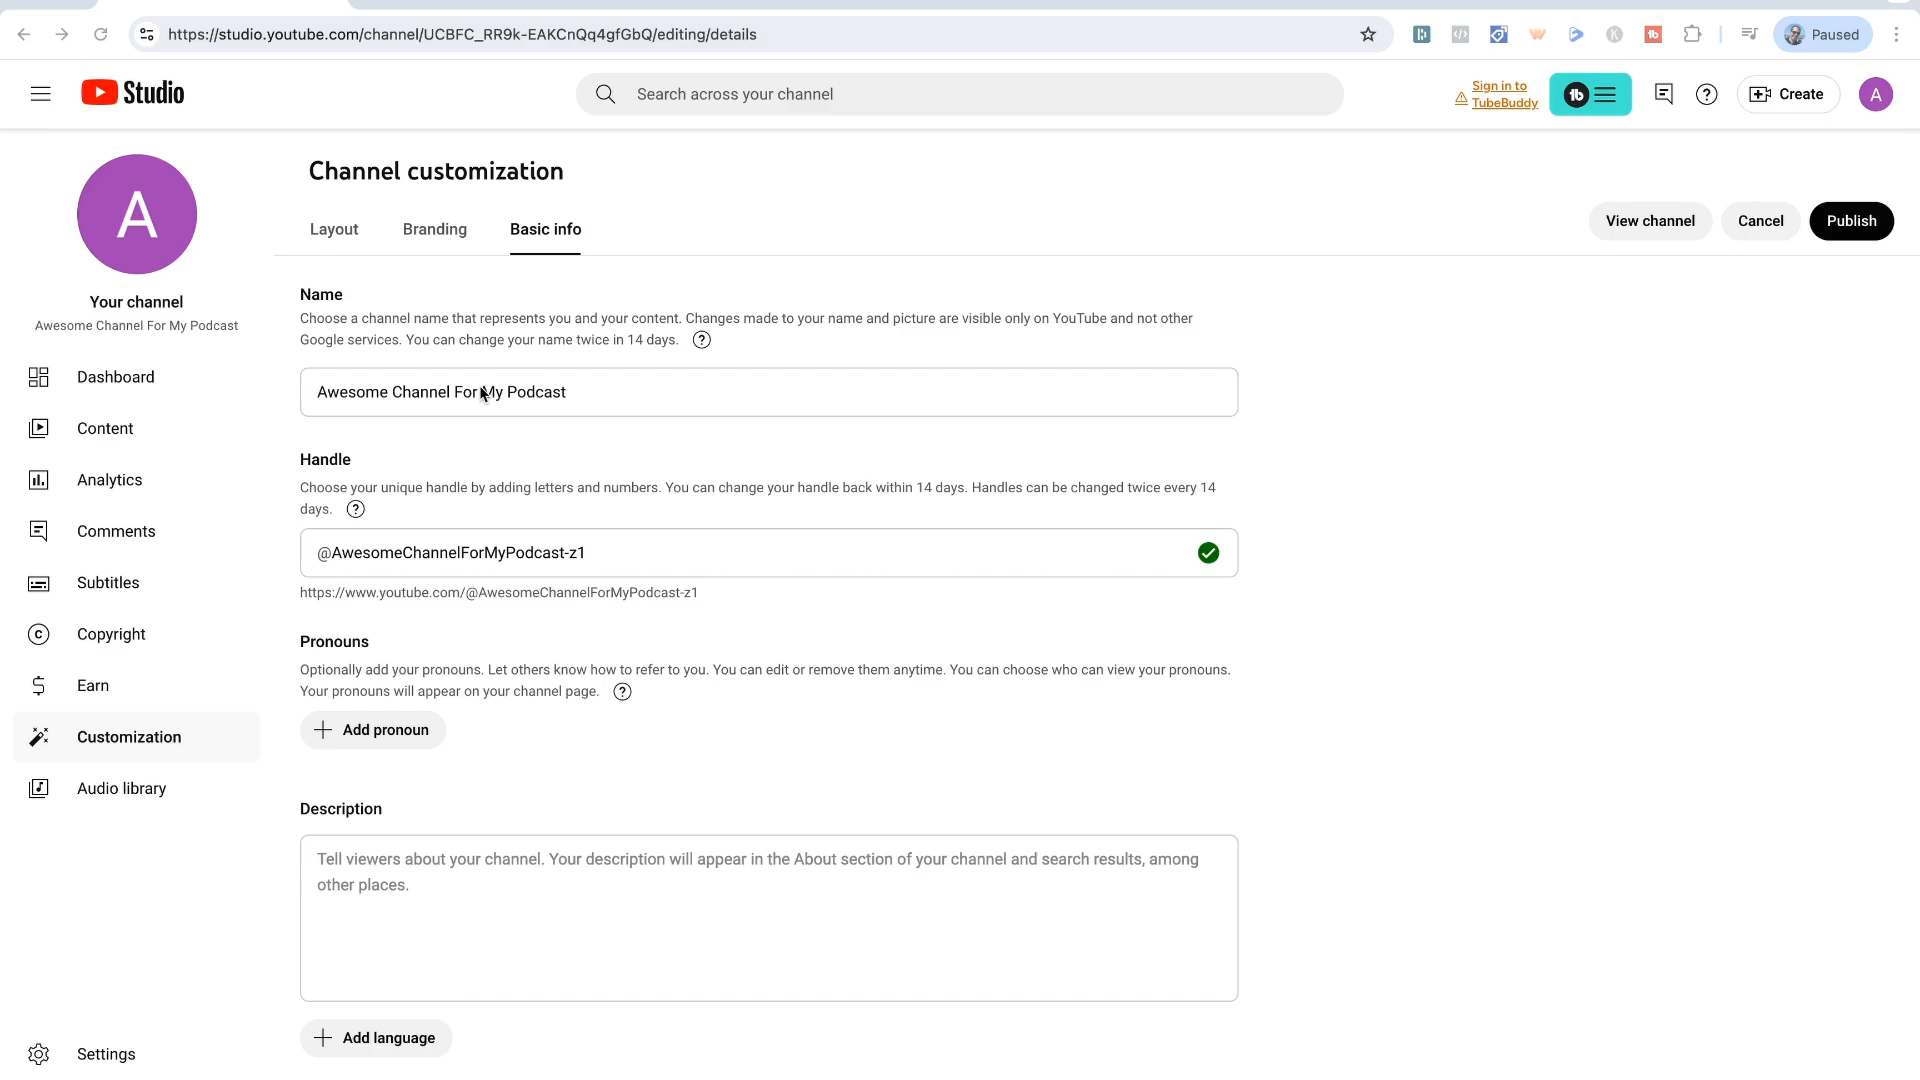 https://studio.youtube.com/channel/UCBFC_RR9k-EAKCnQq4gfGbQ/editing/details
Paused
Studio
Search across your channel
Sign in to
TubeBuddy
Create
A
A
Your channel
Awesome Channel For My Podcast
Dashboard
Content
Analytics
Comments
Subtitles
Copyright
Earn
Customization
Audio library
Settings
Channel customization
Layout
Branding
Basic info
View channel
Cancel
Publish
Name
Choose a channel name that represents you and your content. Changes made to your name and picture are visible only on YouTube and not other
Google services. You can change your name twice in 14 days.
Awesome Channel For My Podcast
Handle
Choose your unique handle by adding letters and numbers. You can change your handle back within 14 days. Handles can be changed twice every 14
days.
@AwesomeChannelForMyPodcast-z1
https://www.youtube.com/@AwesomeChannelForMyPodcast-z1
Pronouns
Optionally add your pronouns. Let others know how to refer to you. You can edit or remove them anytime. You can choose who can view your pronouns.
Your pronouns will appear on your channel page.
Add pronoun
Description
Tell viewers about your channel. Your description will appear in the About section of your channel and search results, among
other places.
Add language